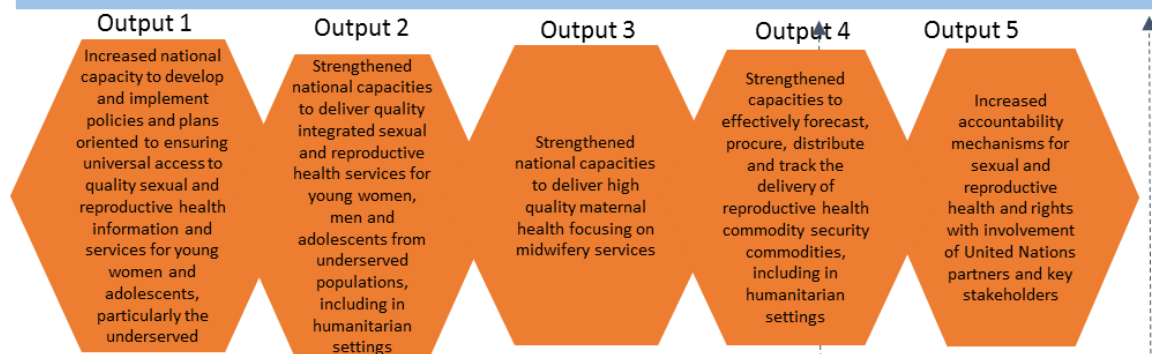 Output 1
Increased national
capacity to develop
and implement
policies and plans
oriented to ensuring
universal access to
quality sexual and
reproductive health
information and
services for young
women and
adolescents,
particularly the
underserved
Output 2
Strengthened
national capacities
to deliver quality
integrated sexual
and reproductive
health services for
young women,
men and
adolescents from
underserved
populations,
including in
humanitarian
settings
Output 3
Strengthened
national capacities
to deliver high
quality maternal
health focusing on
midwifery services
Output 4
Strengthened
capacities to
effectively forecast,
procure, distribute
and track the
delivery of
reproductive health
commodity security
commodities,
including in
humanitarian
settings
Output 5
Increased
accountability
mechanisms for
sexual and
reproductive
health and rights
with involvement
of United Nations
partners and key
stakeholders